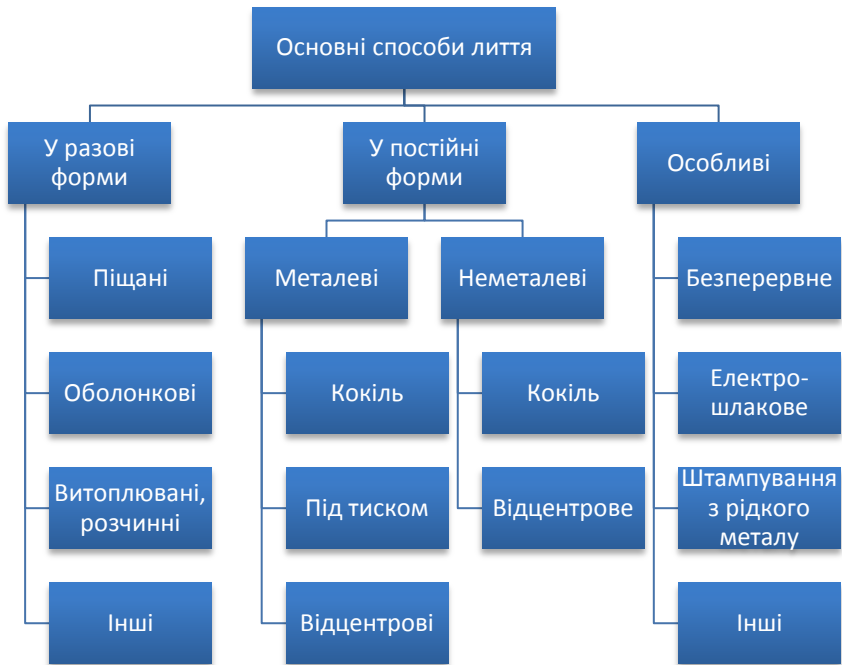 Основні способи лиття
У разові
форми
У постійні
форми
Особливі
Піщані
Металеві
Неметалеві
Безперервне
Оболонкові
Кокіль
Кокіль
Електро-
шлакове
Витоплювані,
розчинні
Під тиском
Відцентрове
Штампування
з рідкого
металу
Інші
Відцентрові
Інші